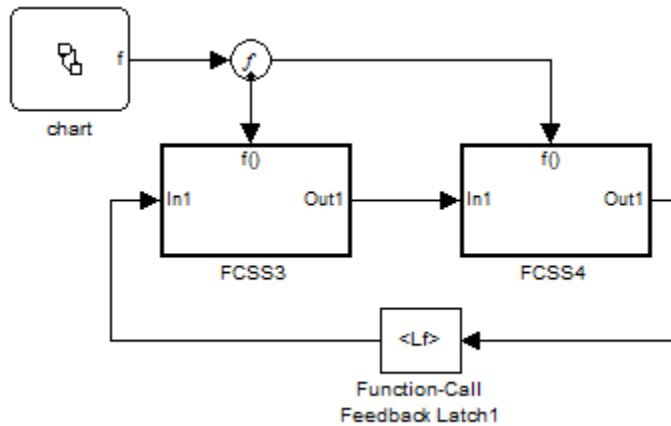 f
f
chart
f()
f()
In1
Out1
In1
Out1
FCSS3
FCSS4
<Lf>
Function-Call
Feedback Latch1